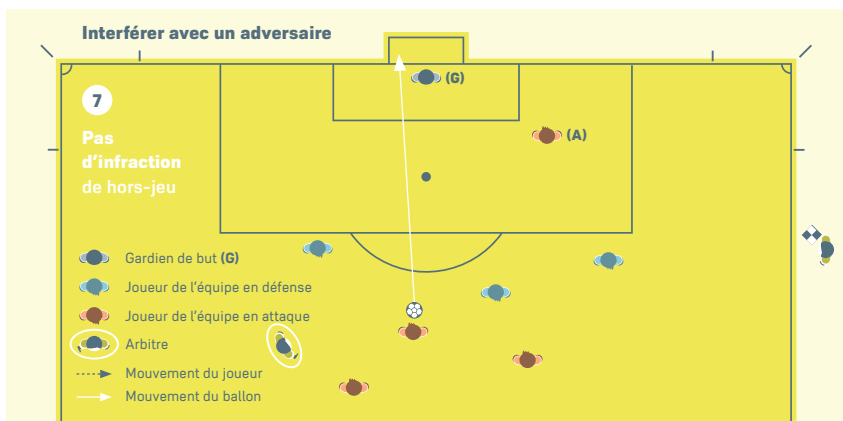 Interférer avec un adversaire
(G)
7
(A)
Pas
d'infraction
de hors-jeu
Gardien de but (G)
Joueur de l'équipe en défense
Joueur de l'équipe en attaque
Arbitre
Mouvement du joueur
Mouvement du ballon